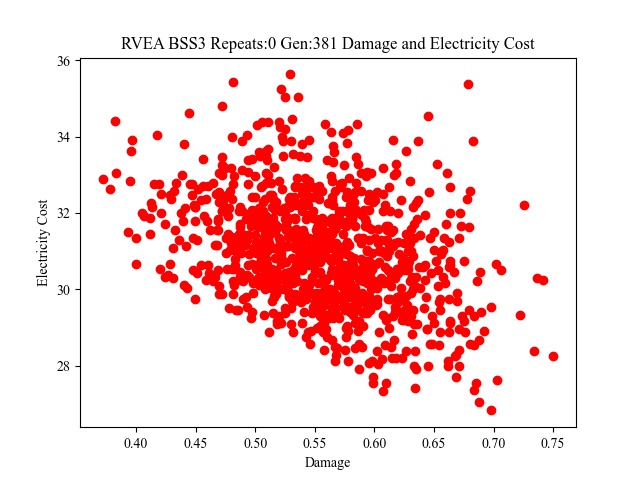 RVEA BSS3 Repeats:0 Gen:381 Damage and Electricity Cost
36
34
32
30
28
Electricity Cost
0.40 0.45 0.50 0.55 0.60 0.65 0.70 0.75
Damage